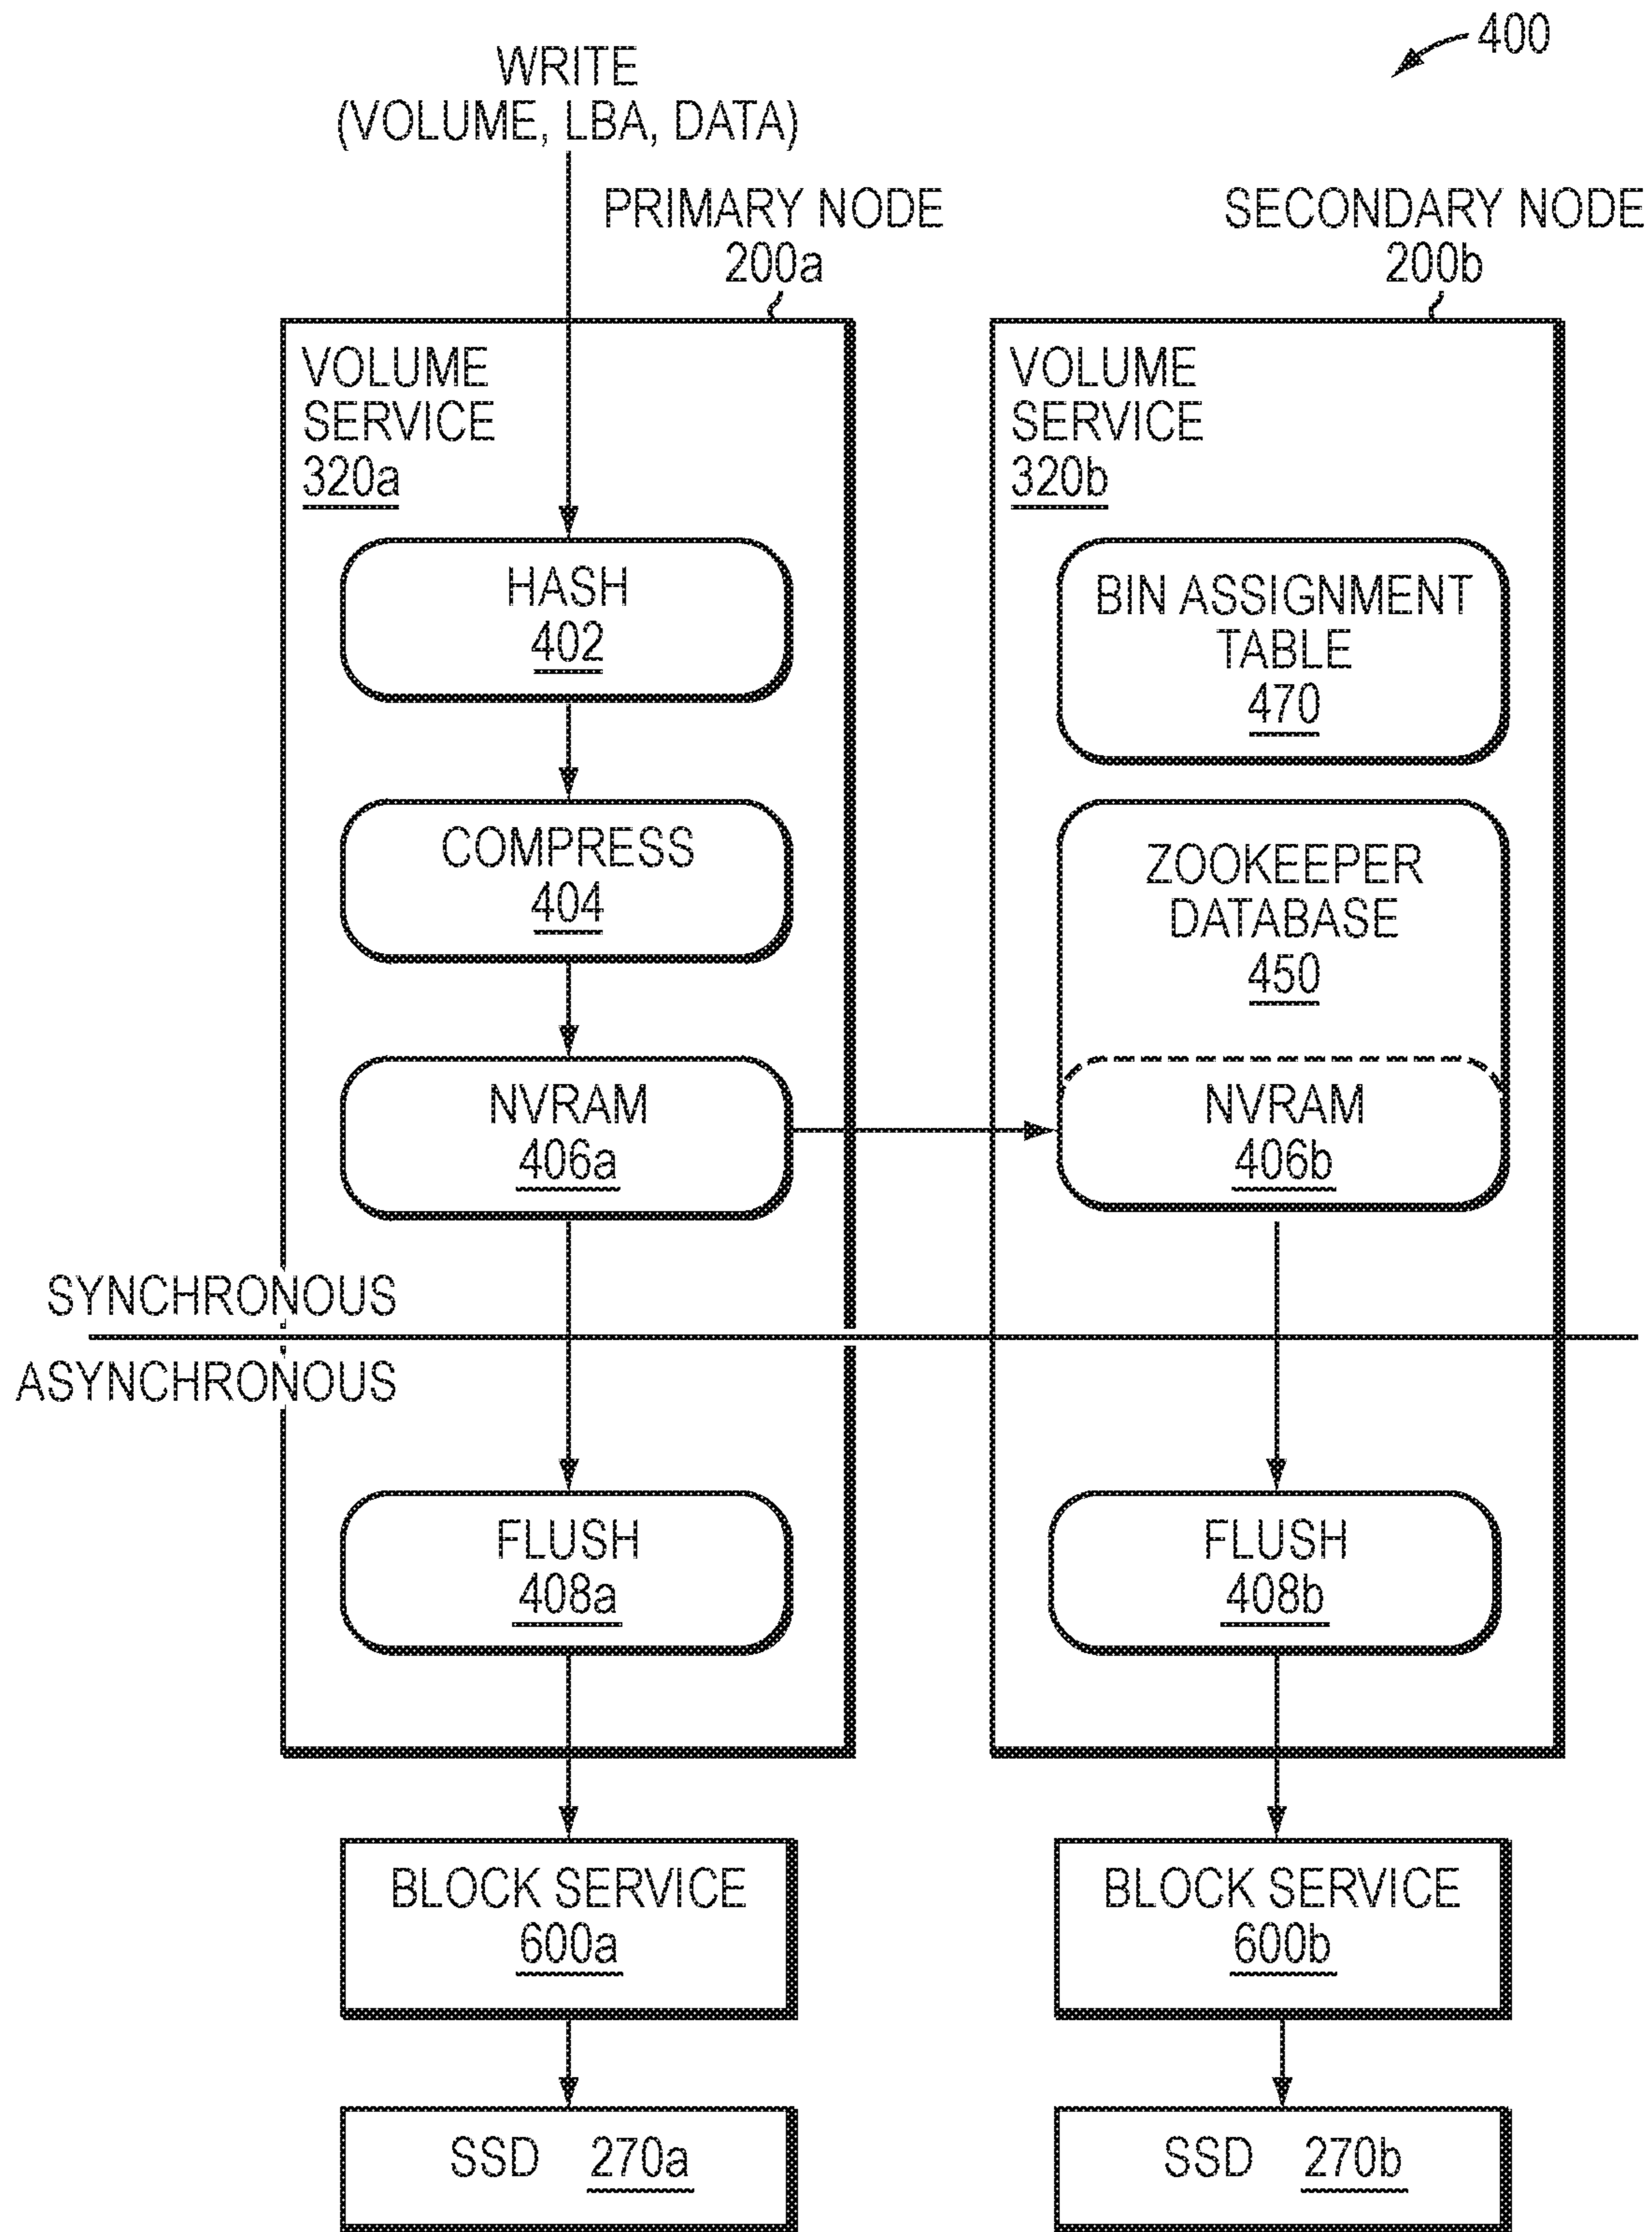 400
WRITE
(VOLUME, LBA, DATA)
PRIMARY NODE
200a
SECONDARY NODE
200b
VOLUME
SERVICE
320a
HASH
402
COMPRESS
404
NVRAM
406a
VOLUME
SERVICE
320b
BIN ASSIGNMENT
TABLE
470
ZOOKEEPER
DATABASE
450
NVRAM
406b
SYNCHRONOUS
ASYNCHRONOUS
FLUSH
408a
FLUSH
408b
BLOCK SERVICE
600a
BLOCK SERVICE
600b
SSD 270a
SSD 270b